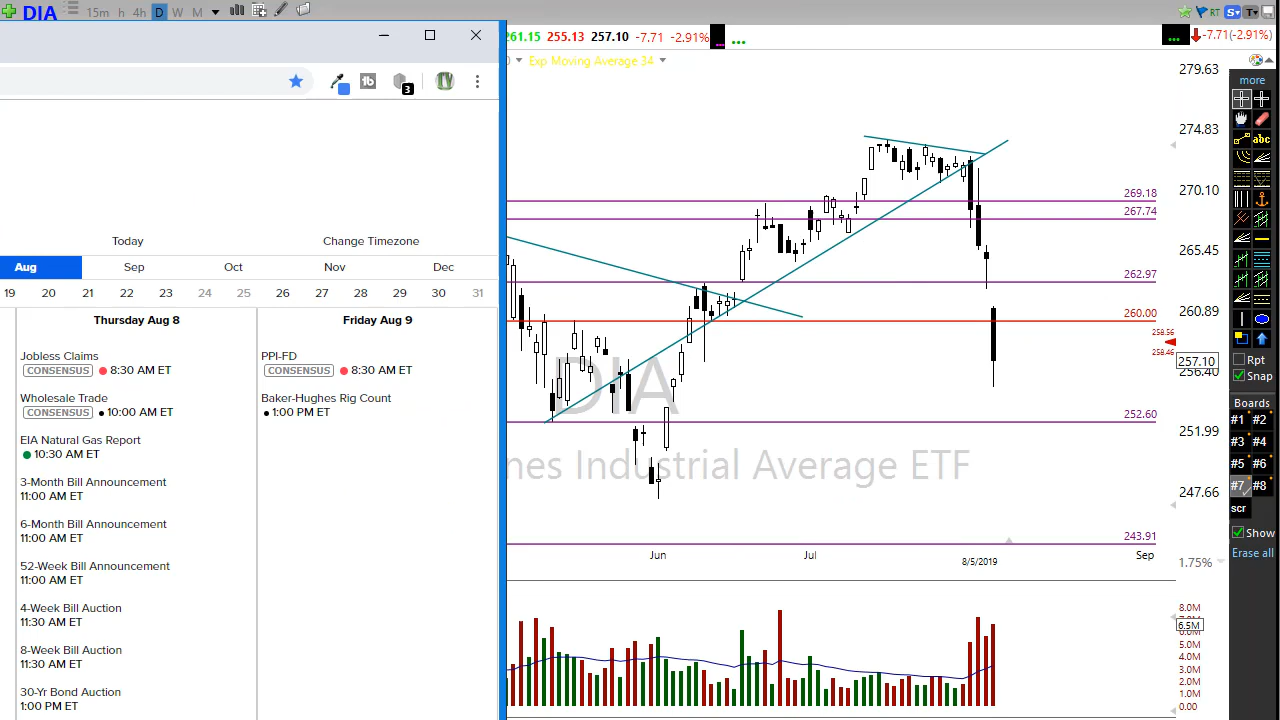 DIA
15m h 4h D W M
RT S T
261.15 255.13 257.10 -7.71 -2.91% ...
... -7.71(-2.91%)
Exp Moving Average 34
3
Today Change Timezone
Aug Sep Oct Nov Dec
19 20 21 22 23 24 25 26 27 28 29 30 31
Thursday Aug 8
Jobless Claims
CONSENSUS 8:30 AM ET
Wholesale Trade
CONSENSUS 10:00 AM ET
EIA Natural Gas Report
10:30 AM ET
3-Month Bill Announcement
11:00 AM ET
6-Month Bill Announcement
11:00 AM ET
52-Week Bill Announcement
11:00 AM ET
4-Week Bill Auction
11:30 AM ET
8-Week Bill Auction
11:30 AM ET
30-Yr Bond Auction
1:00 PM ET
Friday Aug 9
PPI-FD
CONSENSUS 8:30 AM ET
Baker-Hughes Rig Count
1:00 PM ET
269.18
267.74
262.97
260.00
258.56
258.46
252.60
243.91
DIA
nes Industrial Average ETF
Jun Jul 8/5/2019 Sep
279.63
274.83
270.10
265.45
260.89
257.10
256.40
251.99
247.66
1.75%
8.0M
6.5M
6.0M
5.0M
4.0M
3.0M
2.0M
1.0M
0.00
more
abc
Rpt
Snap
Boards
#1 #2
#3 #4
#5 #6
#7 #8
scr
Show
Erase all